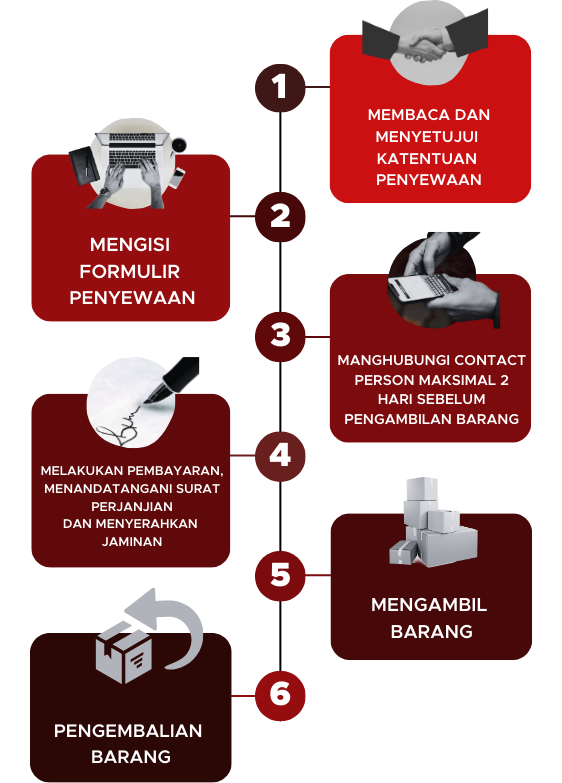 1
MEMBACA DAN
MENYETUJUI
KATENTUAN
PENYEWAAN
2
MENGISI
FORMULIR
PENYEWAAN
3
MANGHUBUNGI CONTACT
PERSON MAKSIMAL 2
HARI SEBELUM
PENGAMBILAN BARANG
4
MELAKUKAN PEMBAYARAN,
MENANDATANGANI SURAT
PERJANJIAN
DAN MENYERAHKAN
JAMINAN
5
MENGAMBIL
BARANG
6
PENGEMBALIAN
BARANG